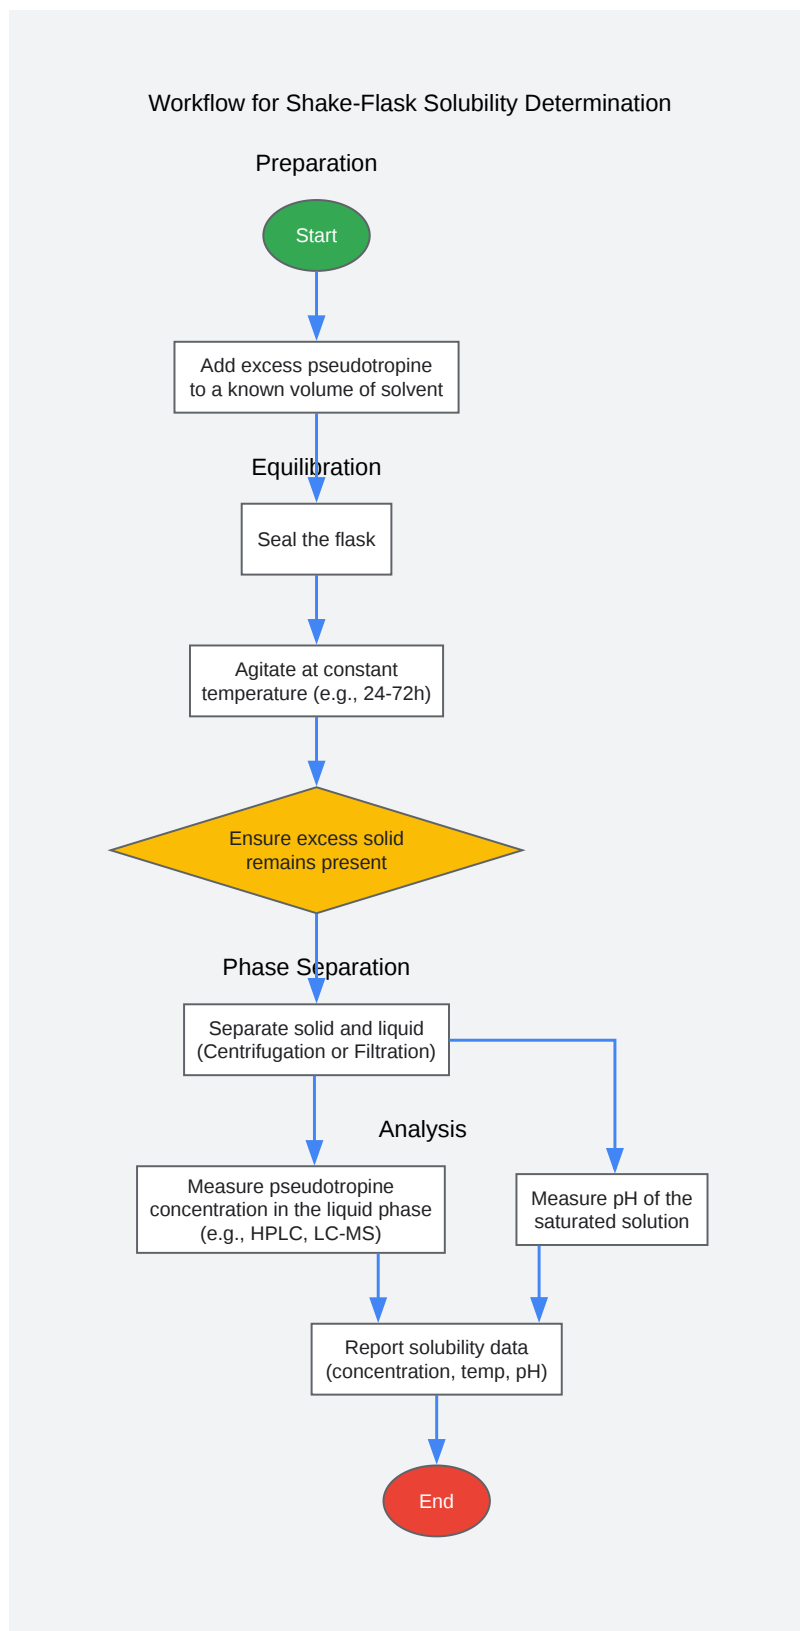 Workflow for Shake-Flask Solubility Determination
Preparation
Start
Add excess pseudotropine
to a known volume of solvent
Equilibration
Seal the flask
Agitate at constant
temperature (e.g., 24-72h)
Ensure excess solid
remains present
Phase Separation
Separate solid and liquid
(Centrifugation or Filtration)
Analysis
Measure pseudotropine
concentration in the liquid phase
(e.g., HPLC, LC-MS)
Measure pH of the
saturated solution
Report solubility data
(concentration, temp, pH)
End